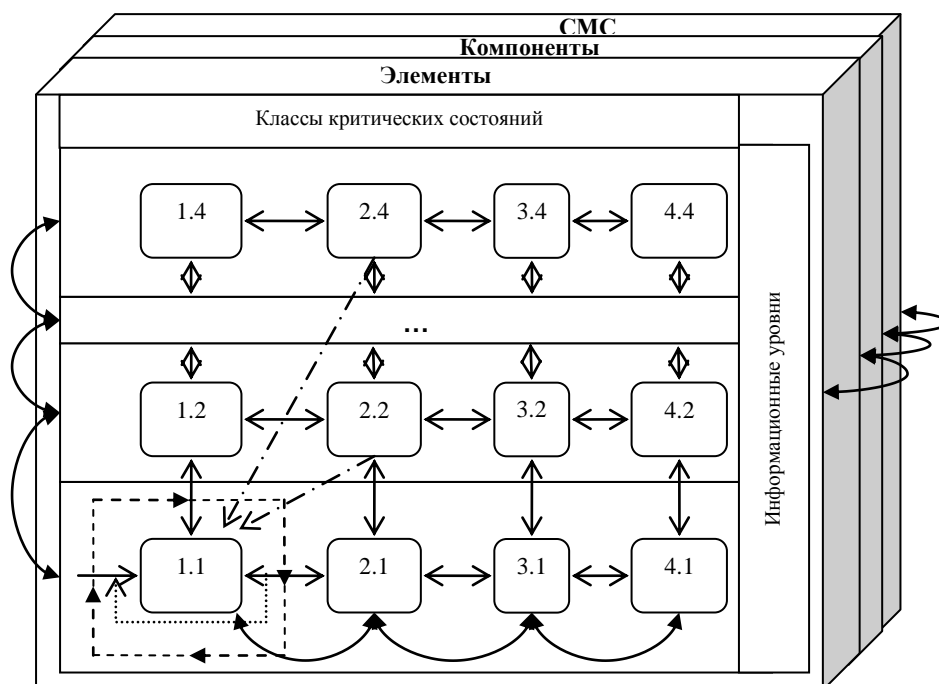 СМС
Компоненты
Элементы
Классы критических состояний
1.4 2.4 3.4 4.4
...
1.2 2.2 3.2 4.2
1.1 2.1 3.1 4.1
Информационные уровни